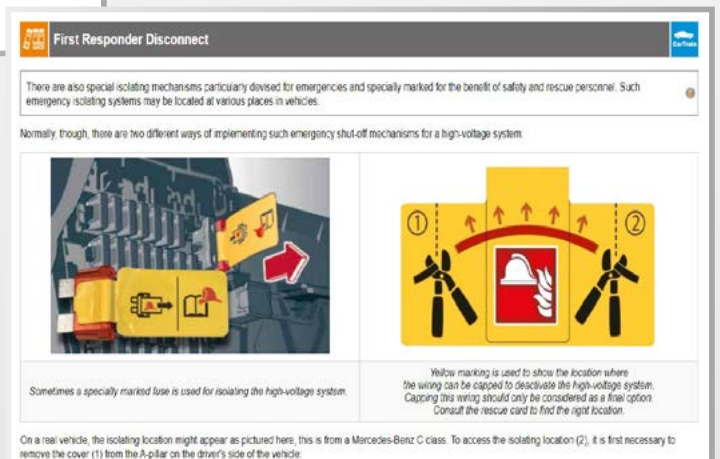 First Responder Disconnect
CarTrain
There are also special isolating mechanisms particularly devised for emergencies and specially marked for the benefit of safety and rescue personnel. Such
emergency isolating systems may be located at various places in vehicles.
Normally, though, there are two different ways of implementing such emergency shut-off mechanisms for a high-voltage system
① ②
Sometimes a specially marked fuse is used for isolating the high-voltage system.
Yellow marking is used to show the location where
the wiring can be capped to deactivate the high-voltage system.
Capping this wiring should only be considered as a final option.
Consult the rescue card to find the right location.
On a real vehicle, the isolating location might appear as pictured here, this is from a Mercedes-Benz C class. To access the isolating location (2), it is first necessary to
remove the cover (1) from the A-pillar on the driver's side of the vehicle: